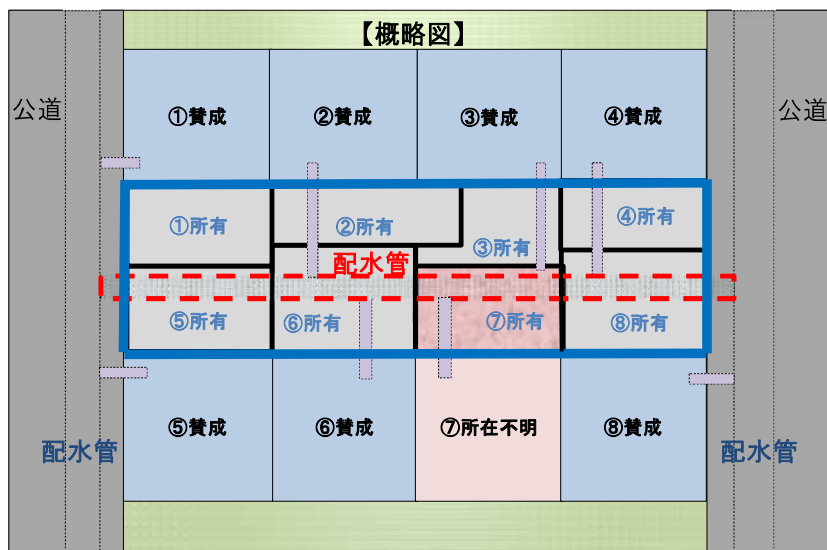 【概略図】
公道
公道
①賛成
②賛成
③賛成
④賛成
①所有
②所有
③所有
④所有
配水管
⑤所有
⑥所有
⑦所有
⑧所有
⑤賛成
⑥賛成
⑦所在不明
⑧賛成
配水管
配水管